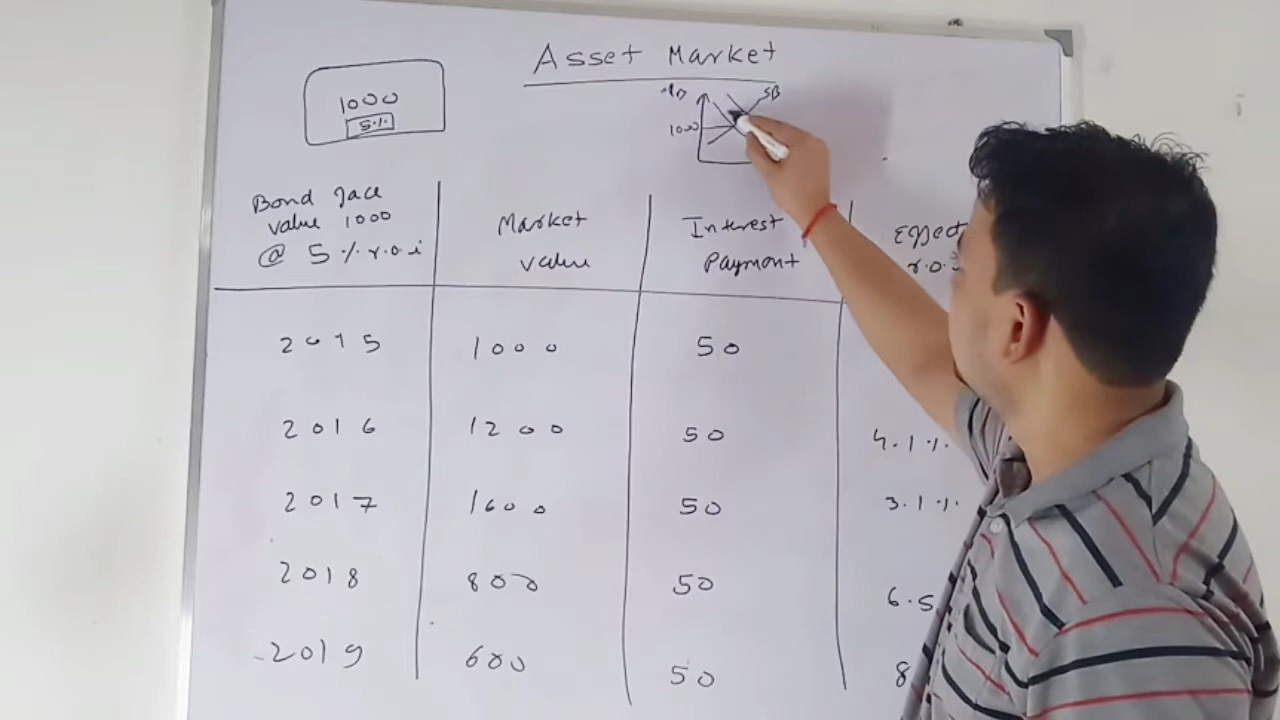 Asset Market
1000
5%
SB
1000
Bond face
value 1000
@ 5% r.o.i
Market
value
Interest
Payment
Effect
r.o.
2015 1000 50
2016 1200 50 4.1%
2017 1600 50 3.1%
2018 800 50 6.5
2019 600 50 8